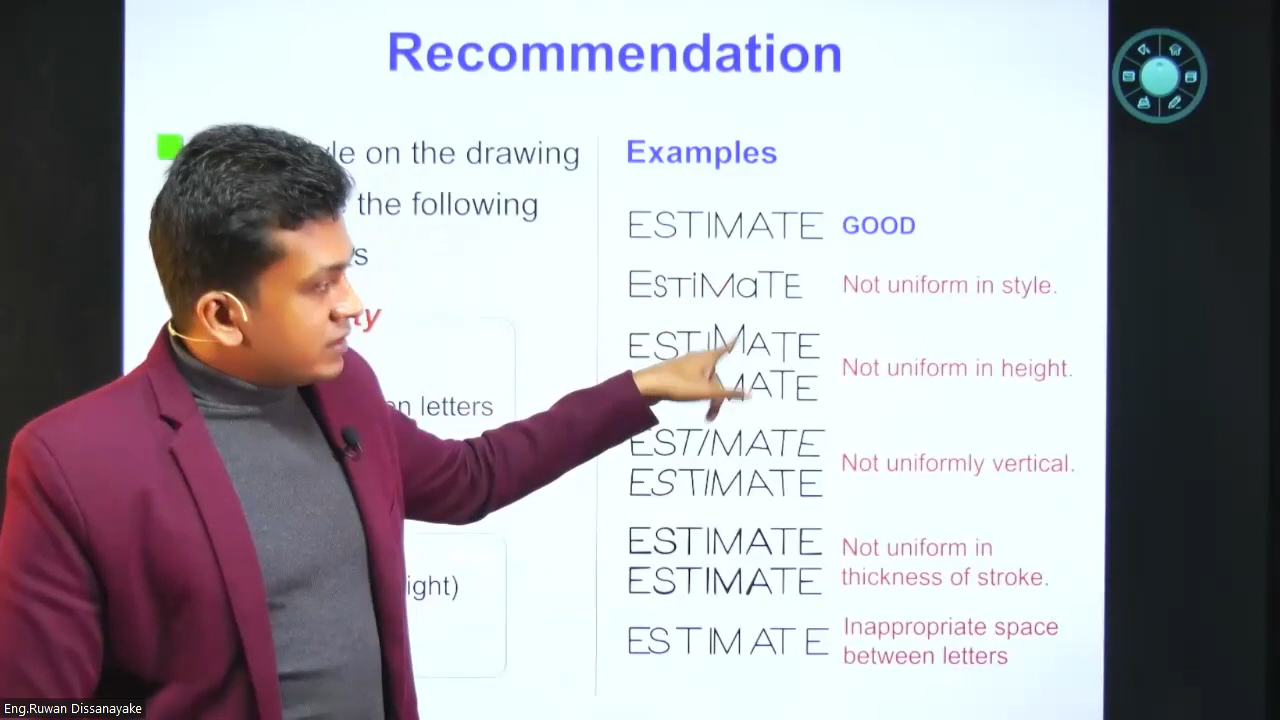 Recommendation
on the drawing
the following
Examples
ESTIMATE GOOD
ESTiMaTE Not uniform in style.
ESTIMATE
MATE
Not uniform in height.
ESTIMATE
ESTIMATE
Not uniformly vertical.
ESTIMATE
ESTIMATE
Not uniform in
thickness of stroke.
ESTIMATE
Inappropriate space
between letters
letters
Eng.Ruwan Dissanayake